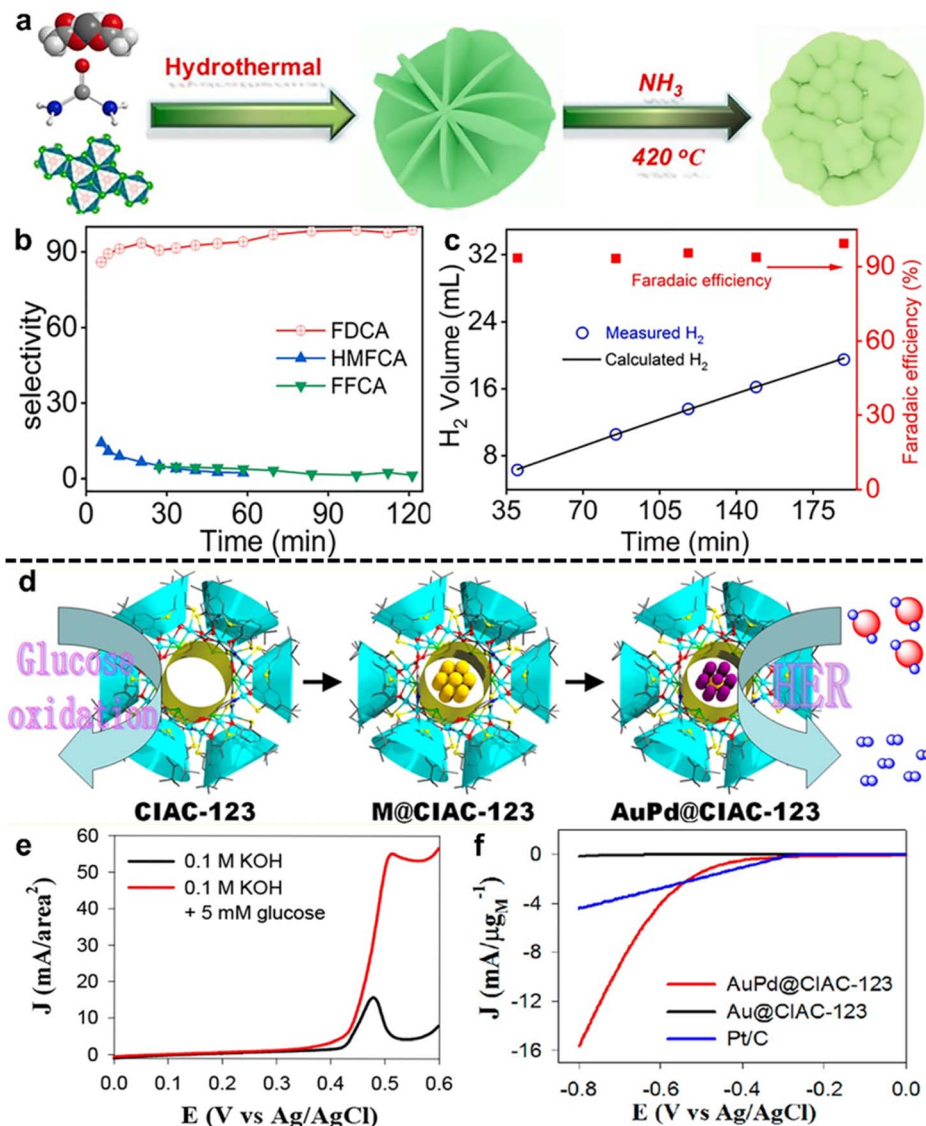 a
Hydrothermal
NH3
420 °C
b
90
60
30
0
selectivity
FDCA
HMFCA
FFCA
0 30 60 90 121
Time (min)
c
32
24
16
8
H2 Volume (mL)
Faradaic efficiency
Measured H2
Calculated H2
90
60
30
0
Faradaic efficiency (%)
35 70 105 140 175
Time (min)
d
Glucose
oxidation
HER
CIAC-123
M@CIAC-123
AuPd@CIAC-123
e
60
50
40
30
20
10
0
J (mA/area²)
0.1 M KOH
0.1 M KOH
+ 5 mM glucose
0.0 0.1 0.2 0.3 0.4 0.5 0.6
E (V vs Ag/AgCl)
f
0
-4
-8
-12
-16
J (mA/μgM⁻¹)
AuPd@CIAC-123
Au@CIAC-123
Pt/C
-0.8 -0.6 -0.4 -0.2 0.0
E (V vs Ag/AgCl)